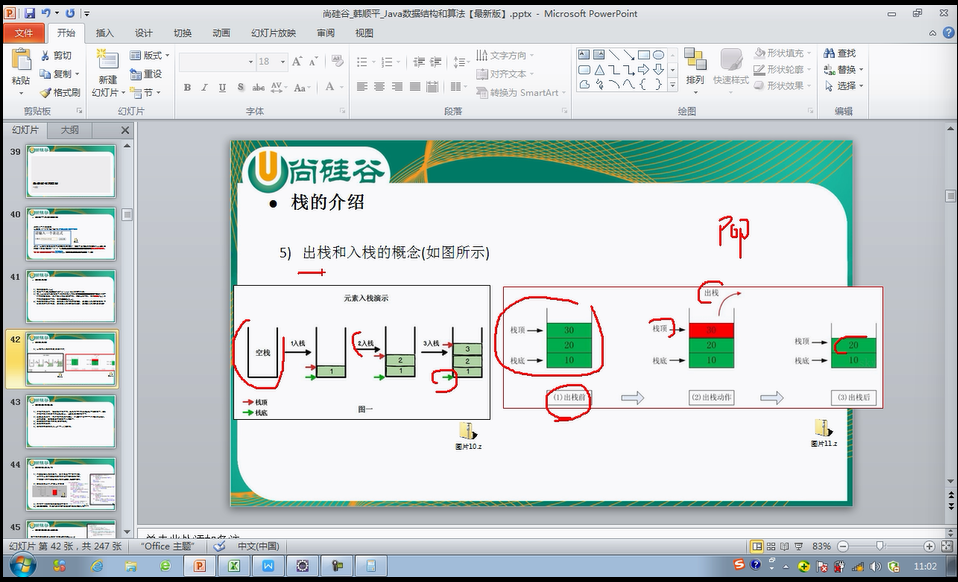 尚硅谷_韩顺平_Java数据结构和算法【最新版】.pptx - Microsoft PowerPoint
文件 开始 插入 设计 切换 动画 幻灯片放映 审阅 视图
粘贴 剪切 复制 格式刷
剪贴板
新建 幻灯片 版式 重设 节
幻灯片
18
B I U S abc AV Aa A
字体
文字方向
对齐文本
转换为 SmartArt
段落
排列 快速样式 形状填充 形状轮廓 形状效果
绘图
查找
替换
选择
编辑
幻灯片 大纲
39
40
41
42
43
44
45
尚硅谷
• 栈的介绍
5) 出栈和入栈的概念(如图所示)
Pop
元素入栈演示
空栈
1入栈
1
2入栈
2
1
3入栈
3
2
1
栈顶
栈底
图一
栈顶 30
20
栈底 10
(1)出栈前
出栈
栈顶 30
20
栈底 10
(2)出栈动作
栈顶 20
栈底 10
(3)出栈后
图片10.z
图片11.z
幻灯片 第 42 张，共 247 张 "Office 主题" 中文(中国) 83%
11:02